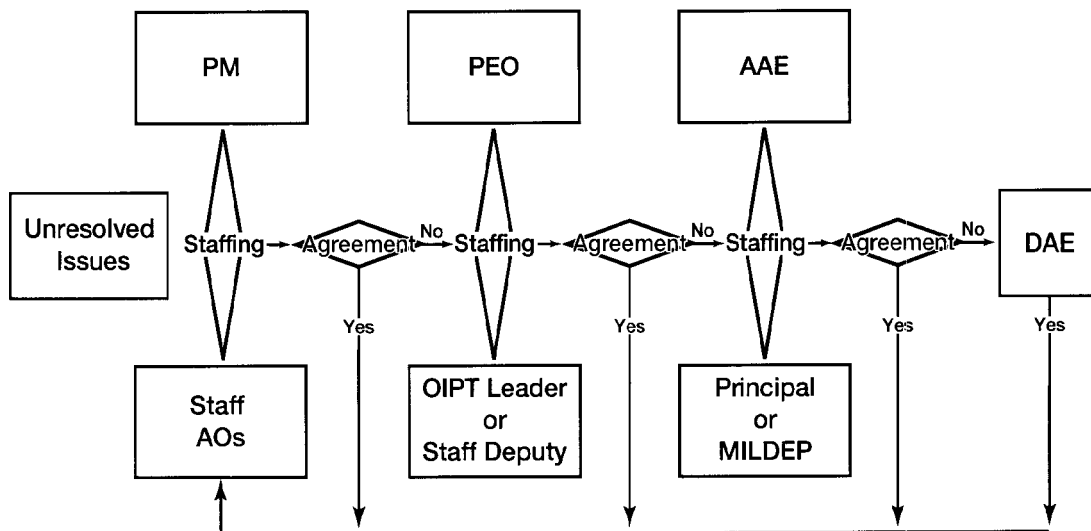 PM
PEO
AAE
Unresolved
Issues
Staffing
Agreement
No
Staffing
Agreement
No
Staffing
Agreement
No
DAE
Yes
Yes
Yes
Yes
Staff
AOs
OIPT Leader
or
Staff Deputy
Principal
or
MILDEP